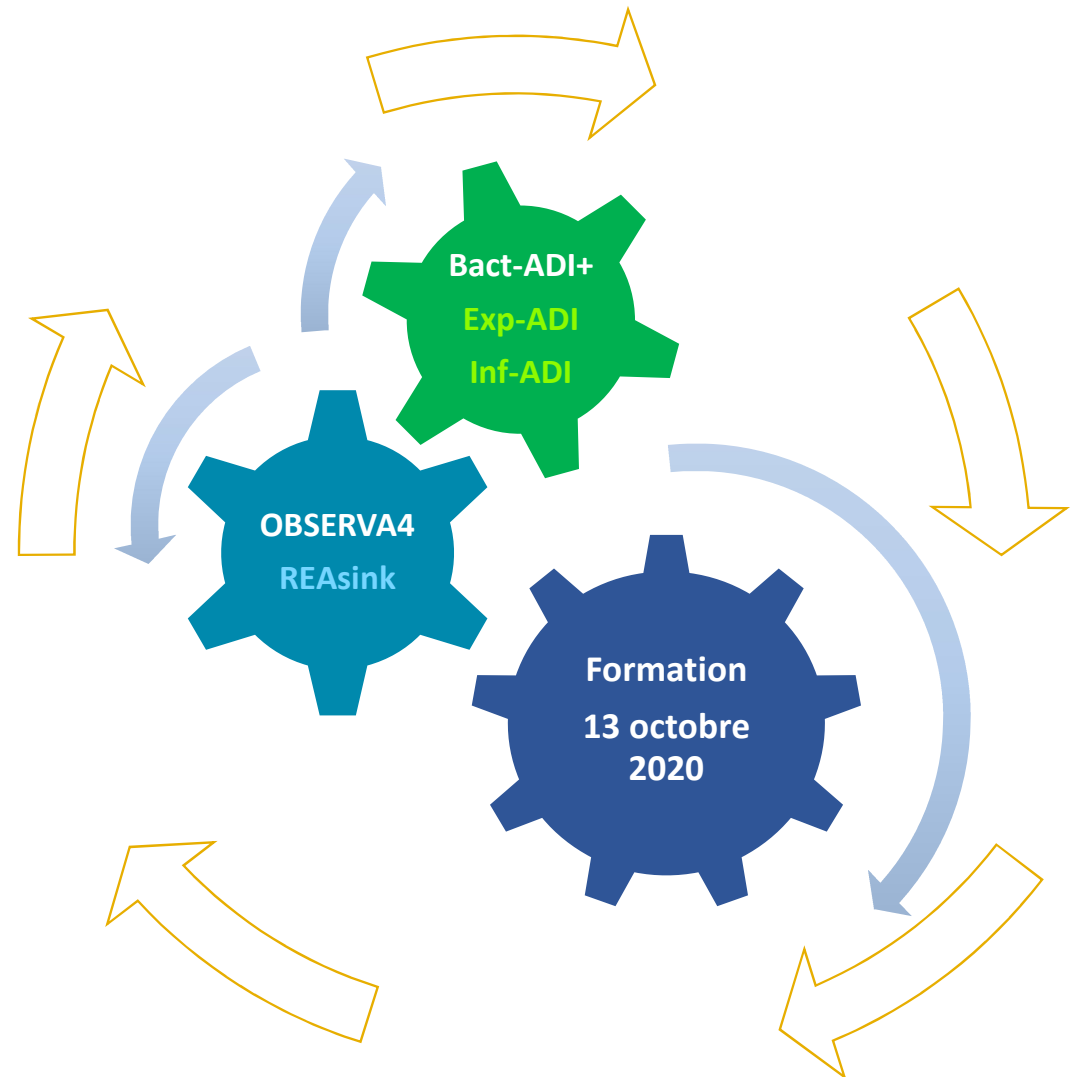 Bact-ADI+
Exp-ADI
Inf-ADI
OBSERVA4
REAsink
Formation
13 octobre
2020